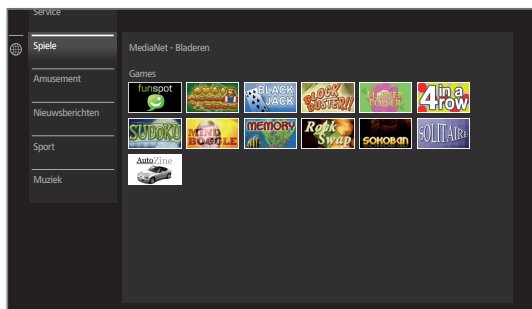 Service
Spiele
Amusement
Nieuwsberichten
Sport
Muziek
MediaNet - Bladeren
Games
funspot
BLACK JACK
BLOCK BUSTER!!
FLOWER POWER
4 in a row
SUDOKU
MIND BOGGLE
MEMORY
Rock Swap
SOKOBAN
SOLITAIRE
AutoZine